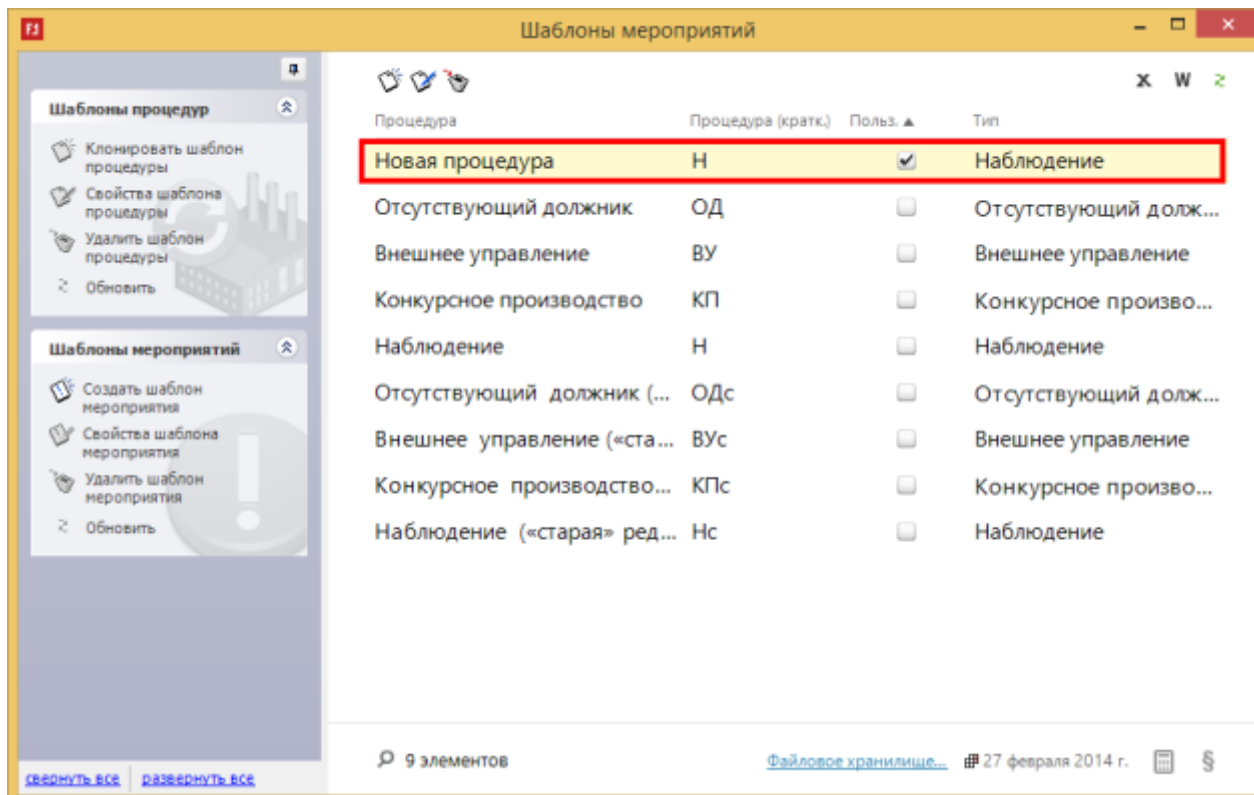 Шаблоны мероприятий
Шаблоны процедур
Клонировать шаблон
процедуры
Свойства шаблона
процедуры
Удалить шаблон
процедуры
Обновить
Шаблоны мероприятий
Создать шаблон
мероприятия
Свойства шаблона
мероприятия
Удалить шаблон
мероприятия
Обновить
свернуть все развернуть все
X W
Процедура Процедура (кратк.) Польз. ▲ Тип
Новая процедура Н Наблюдение
Отсутствующий должник ОД Отсутствующий долж...
Внешнее управление ВУ Внешнее управление
Конкурсное производство КП Конкурсное произво...
Наблюдение Н Наблюдение
Отсутствующий должник (... ОДс Отсутствующий долж...
Внешнее управление («ста... ВУс Внешнее управление
Конкурсное производство... КПс Конкурсное произво...
Наблюдение («старая» ред... Нс Наблюдение
9 элементов Файловое хранилище... 27 февраля 2014 г. §